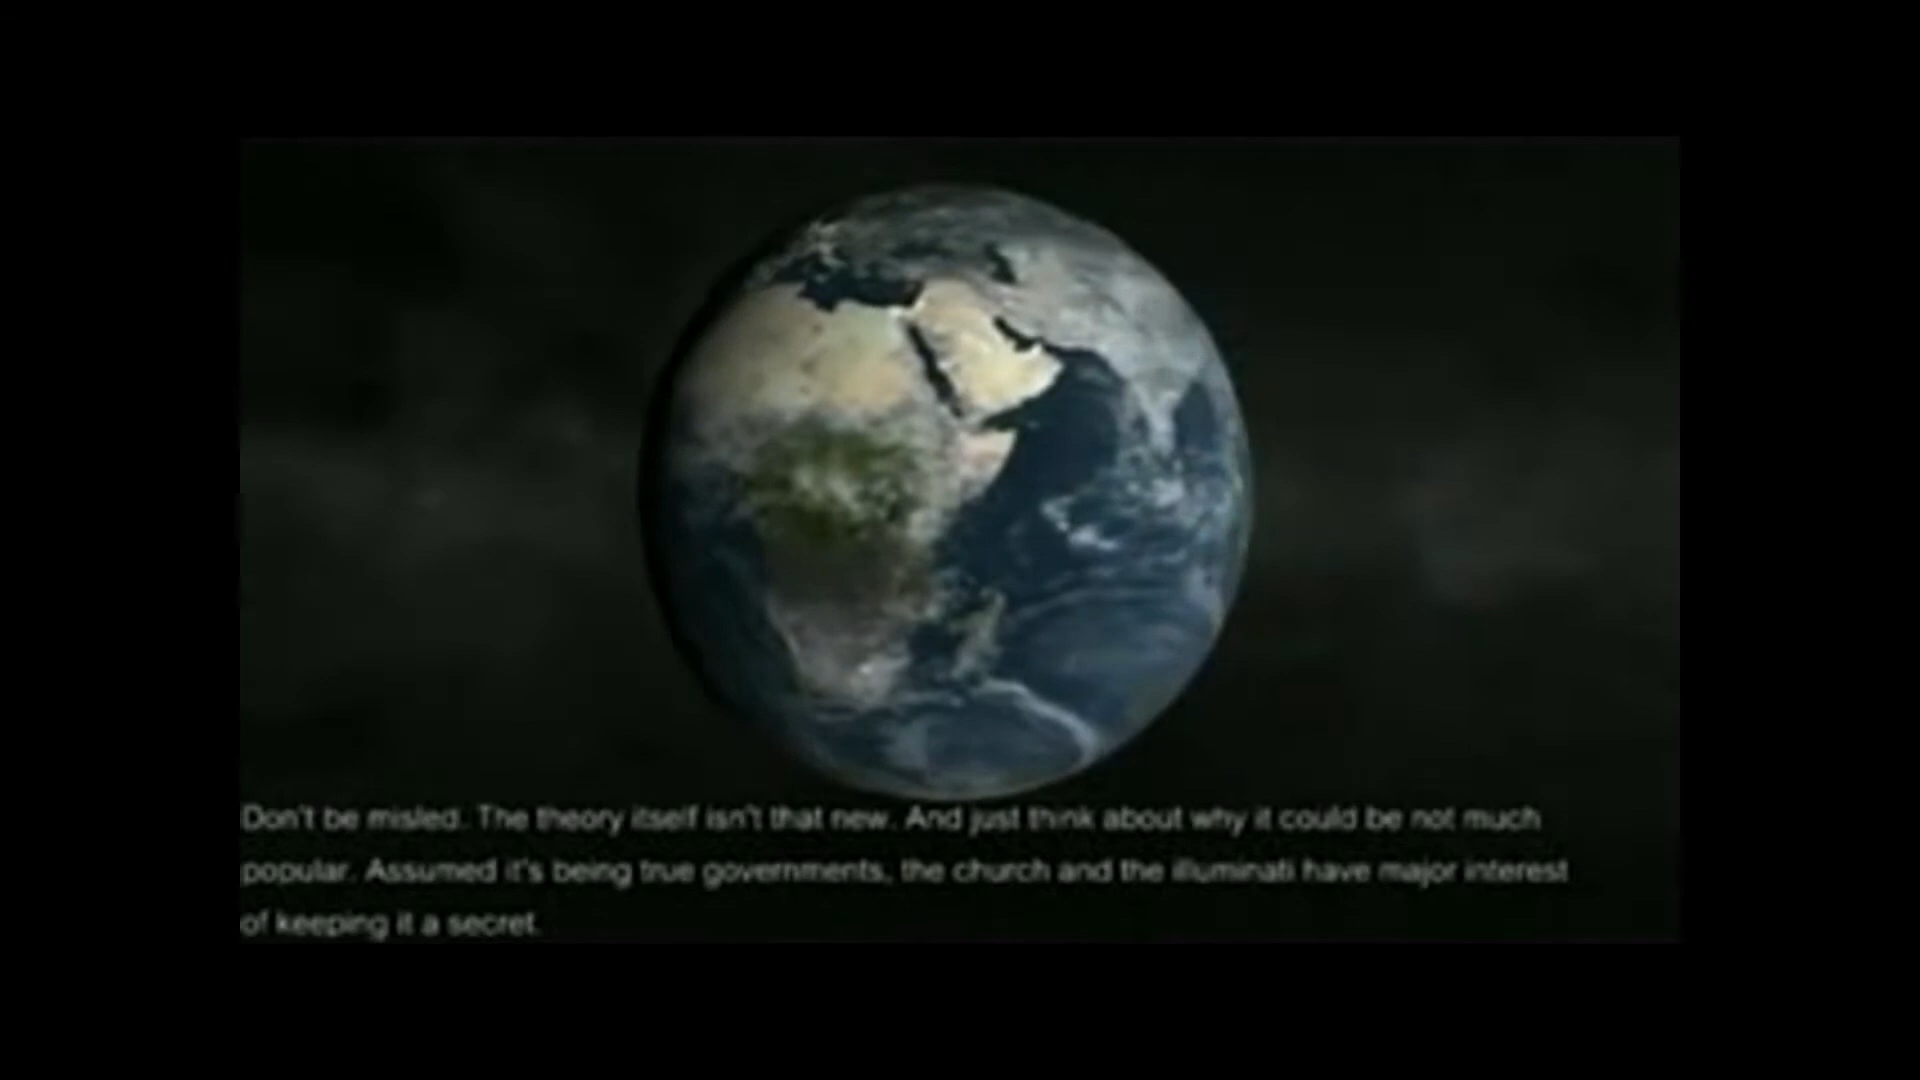 Don't be misled. The theory itself isn't that new. And just think about why it could be not much
popular. Assumed it's being true governments, the church and the illuminati have major interest
of keeping it a secret.